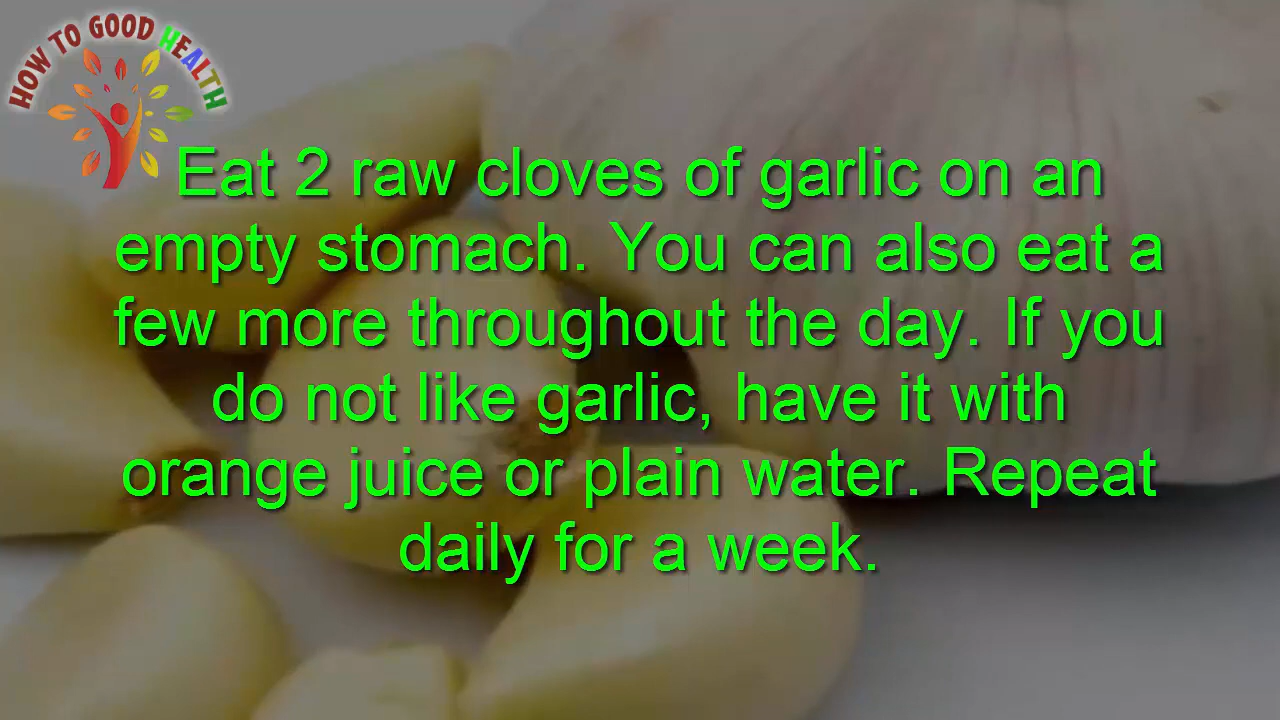 HOW TO GOOD HEALTH
Eat 2 raw cloves of garlic on an
empty stomach. You can also eat a
few more throughout the day. If you
do not like garlic, have it with
orange juice or plain water. Repeat
daily for a week.